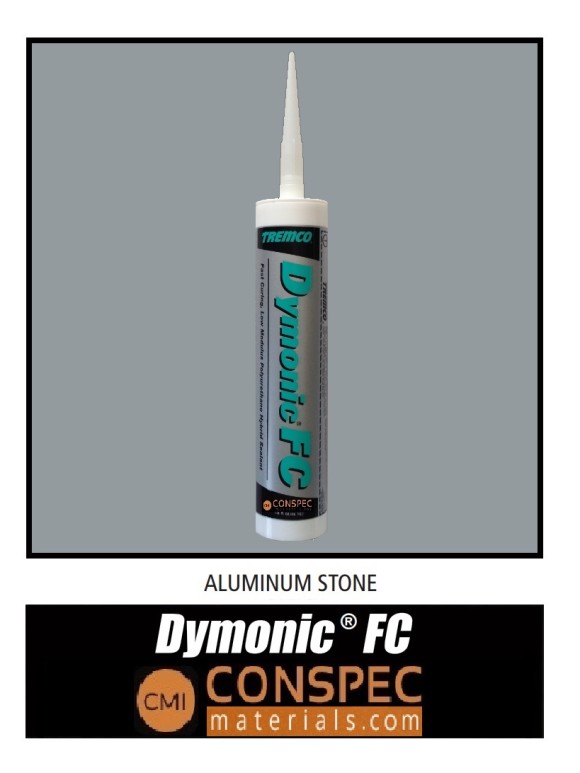 TREMCO
Dymonic® FC
Fast Curing, Low Modulus Polyurethane Hybrid Sealant
TREMCO
CONSPEC
ALUMINUM STONE
Dymonic® FC
CMI
CONSPEC
materials.com